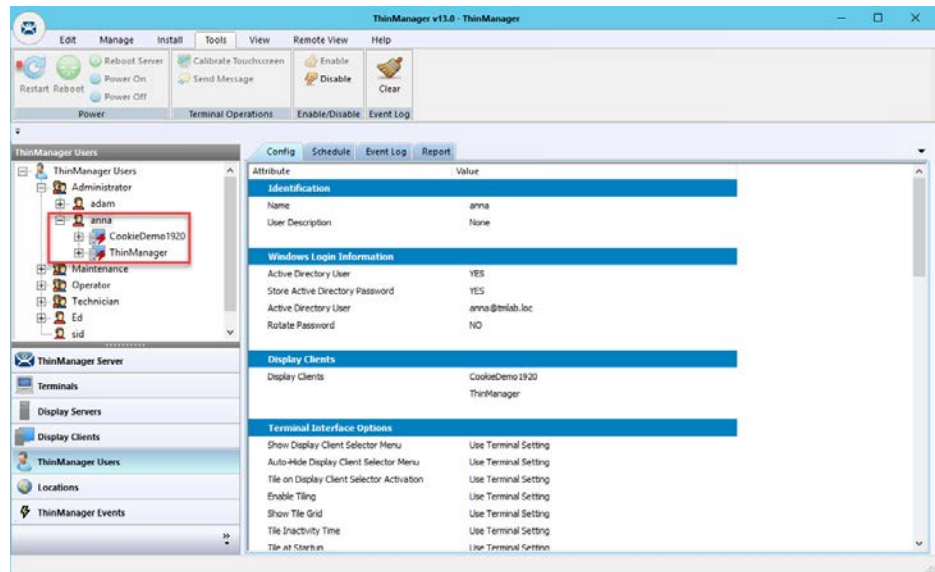 ThinManager v13.0 - ThinManager
Edit Manage Install Tools View Remote View Help
Restart Reboot Reboot Server Power On Power Off
Power
Calibrate Touchscreen
Send Message
Terminal Operations
Enable
Disable
Enable/Disable
Clear
Event Log
ThinManager Users
ThinManager Users
Administrator
adam
anna
CookieDemo1920
ThinManager
Maintenance
Operator
Technician
Ed
sid
ThinManager Server
Terminals
Display Servers
Display Clients
ThinManager Users
Locations
ThinManager Events
Config Schedule Event Log Report
Attribute Value
Identification
Name anna
User Description None
Windows Login Information
Active Directory User YES
Store Active Directory Password YES
Active Directory User anna@tmlab.loc
Rotate Password NO
Display Clients
Display Clients CookieDemo1920
ThinManager
Terminal Interface Options
Show Display Client Selector Menu Use Terminal Setting
Auto-Hide Display Client Selector Menu Use Terminal Setting
Tile on Display Client Selector Activation Use Terminal Setting
Enable Tiling Use Terminal Setting
Show Tile Grid Use Terminal Setting
Tile Inactivity Time Use Terminal Setting
Tile at Startup Use Terminal Setting